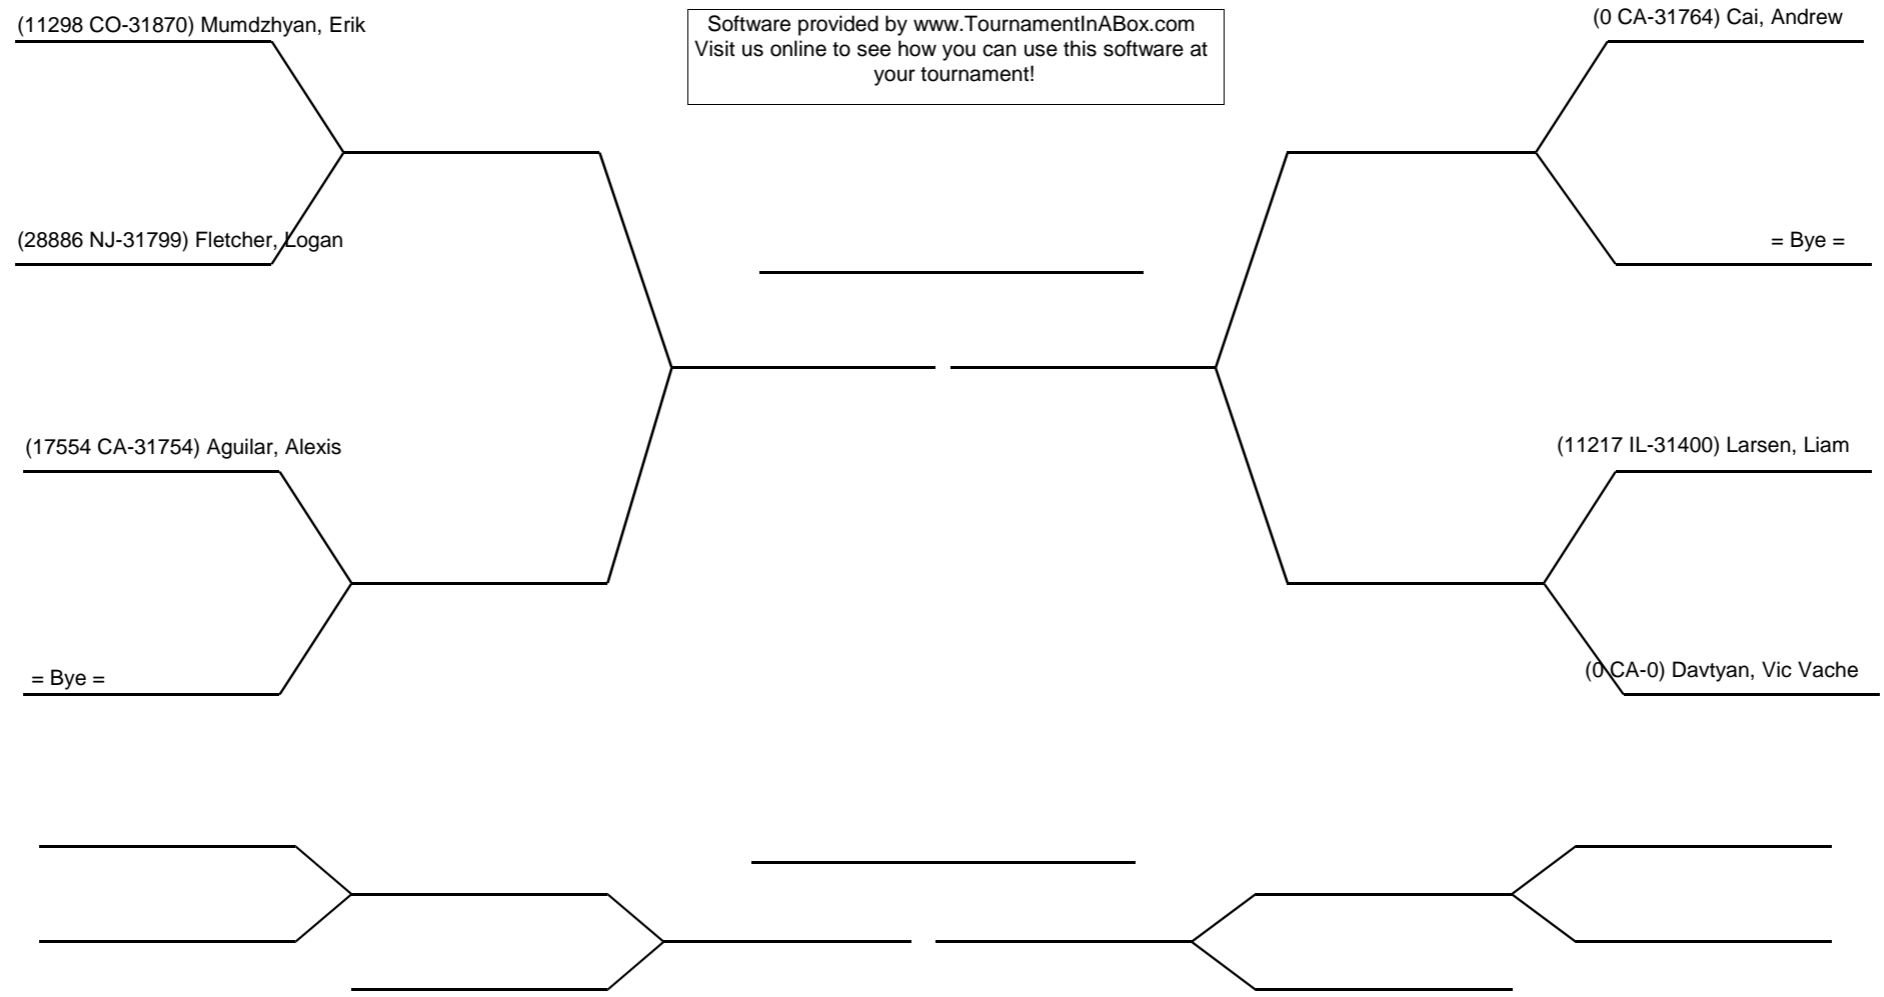 (11298 CO-31870) Mumdzhyan, Erik
Software provided by www.TournamentInABox.com
Visit us online to see how you can use this software at
your tournament!
(0 CA-31764) Cai, Andrew
(28886 NJ-31799) Fletcher, Logan
= Bye =
(17554 CA-31754) Aguilar, Alexis
(11217 IL-31400) Larsen, Liam
= Bye =
(0 CA-0) Davtyan, Vic Vache